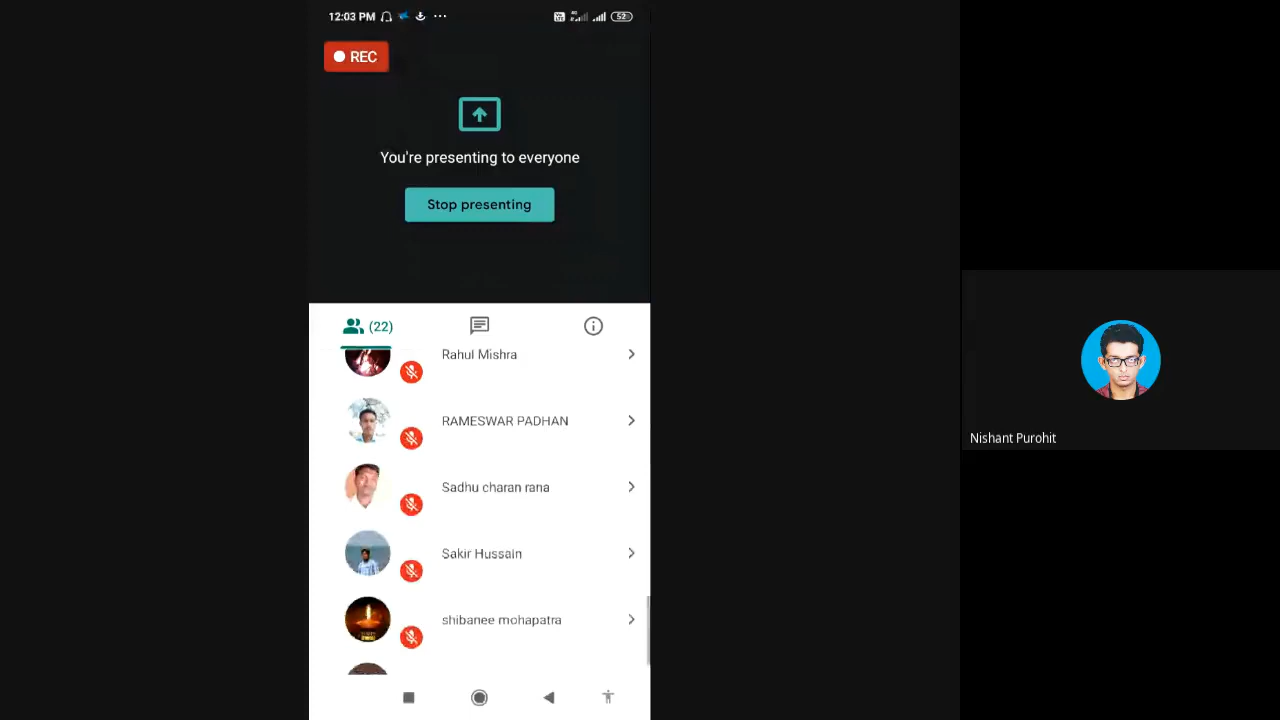 12:03 PM
52
REC
You're presenting to everyone
Stop presenting
(22)
Rahul Mishra
RAMESWAR PADHAN
Sadhu charan rana
Sakir Hussain
shibanee mohapatra
Nishant Purohit